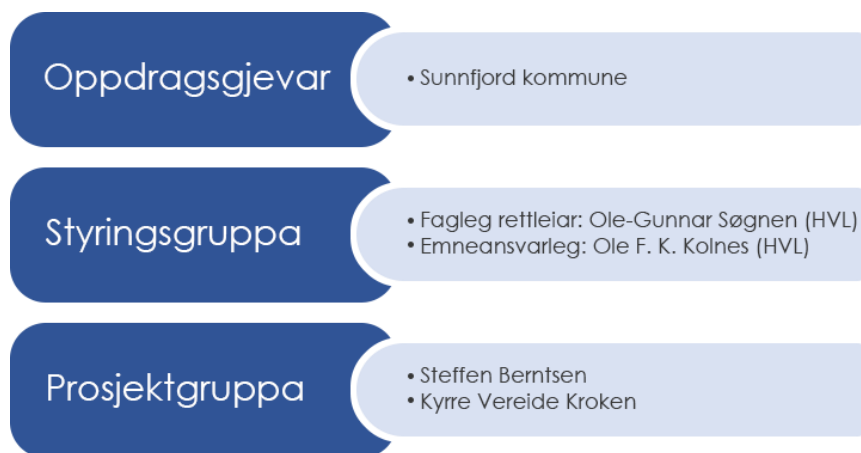 Oppdragsgjevar
• Sunnfjord kommune
Styringsgruppa
• Fagleg rettleiar: Ole-Gunnar Søgnen (HVL)
• Emneansvarleg: Ole F. K. Kolnes (HVL)
Prosjektgruppa
• Steffen Berntsen
• Kyrre Vereide Kroken